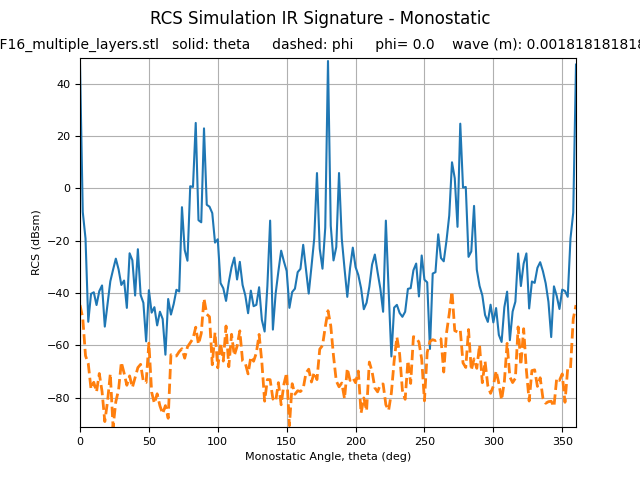 RCS Simulation IR Signature - Monostatic
F16_multiple_layers.stl solid: theta dashed: phi phi= 0.0 wave (m): 0.001818181818
RCS (dBsm)
40
20
0
−20
−40
−60
−80
0 50 100 150 200 250 300 350
Monostatic Angle, theta (deg)